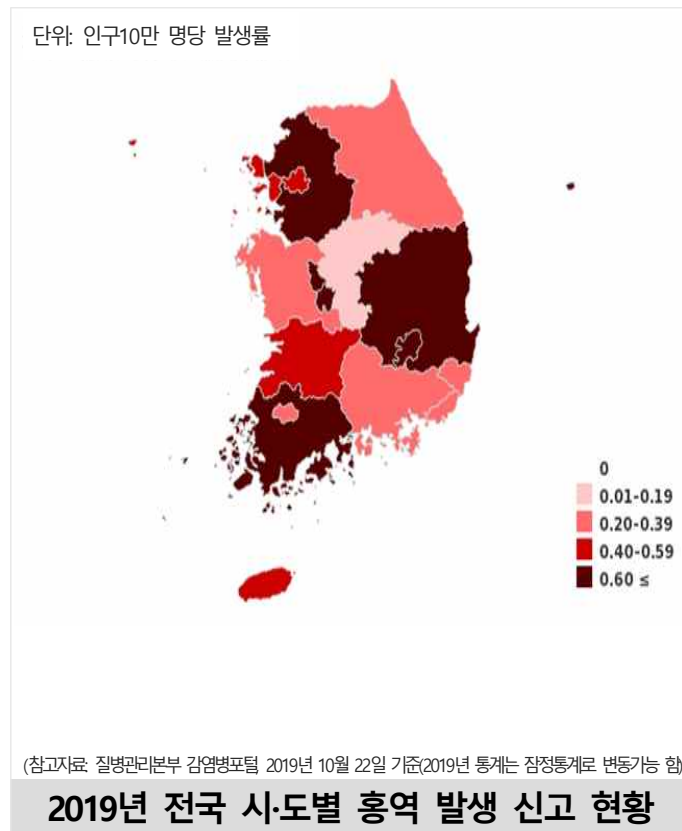 단위: 인구10만 명당 발생률
0
0.01-0.19
0.20-0.39
0.40-0.59
0.60 ≤
(참고자료: 질병관리본부 감염병포털, 2019년 10월 22일 기준(2019년 통계는 잠정통계로 변동가능 함)
2019년 전국 시·도별 홍역 발생 신고 현황